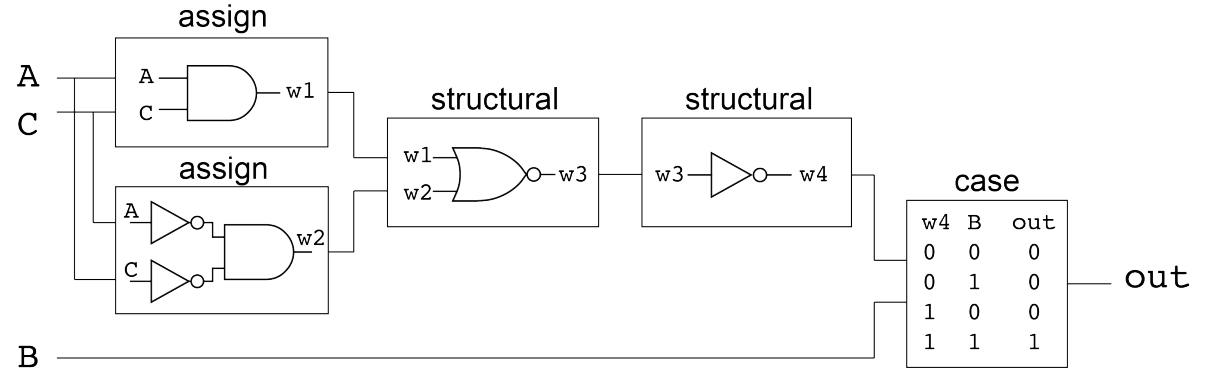 assign
A
C
A
C
w1
assign
A
C
w2
structural
w1
w2
w3
structural
w3
w4
case
w4 B out
0 0 0
0 1 0
1 0 0
1 1 1
out
B